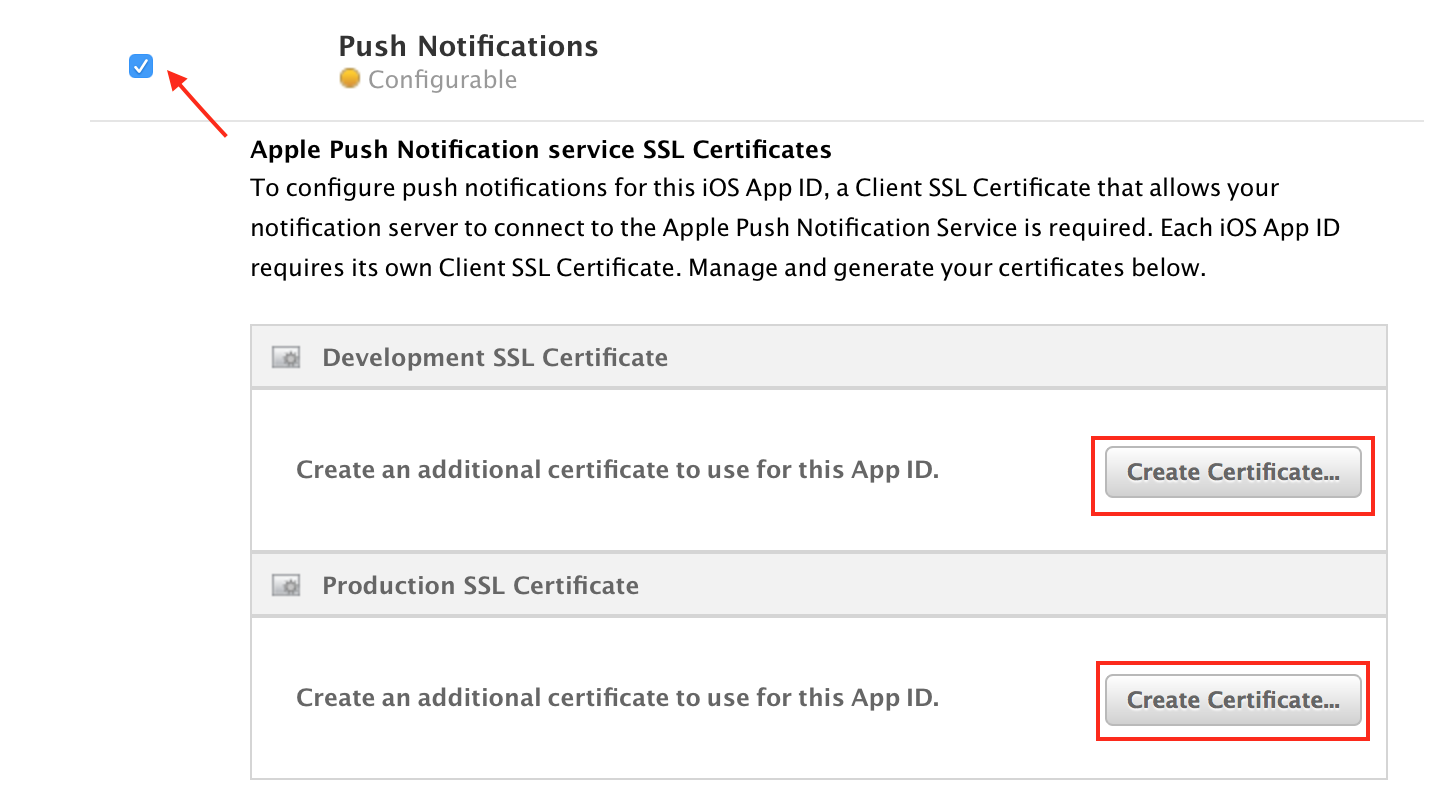 Push Notifications
Configurable
Apple Push Notification service SSL Certificates
To configure push notifications for this iOS App ID, a Client SSL Certificate that allows your
notification server to connect to the Apple Push Notification Service is required. Each iOS App ID
requires its own Client SSL Certificate. Manage and generate your certificates below.
Development SSL Certificate
Create an additional certificate to use for this App ID.
Create Certificate...
Production SSL Certificate
Create an additional certificate to use for this App ID.
Create Certificate...